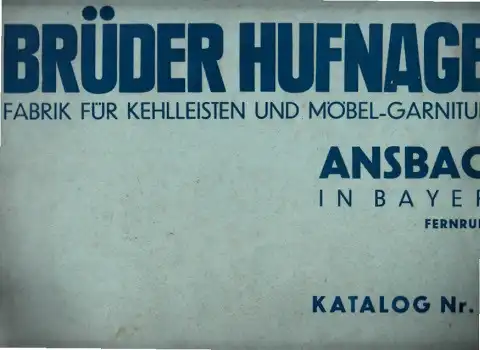 BRÜDER HUFNAGE
FABRIK FÜR KEHLLEISTEN UND MÖBEL-GARNITU
ANSBAC
IN BAYER
FERNRU
KATALOG Nr.